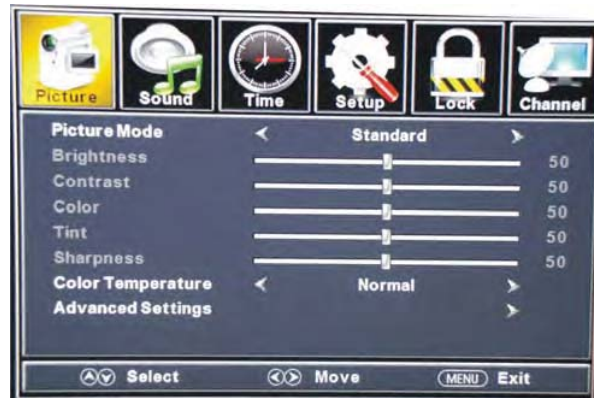 Picture Sound Time Setup Lock Channel
Picture Mode Standard
Brightness 50
Contrast 50
Color 50
Tint 50
Sharpness 50
Color Temperature Normal
Advanced Settings
Select Move MENU Exit